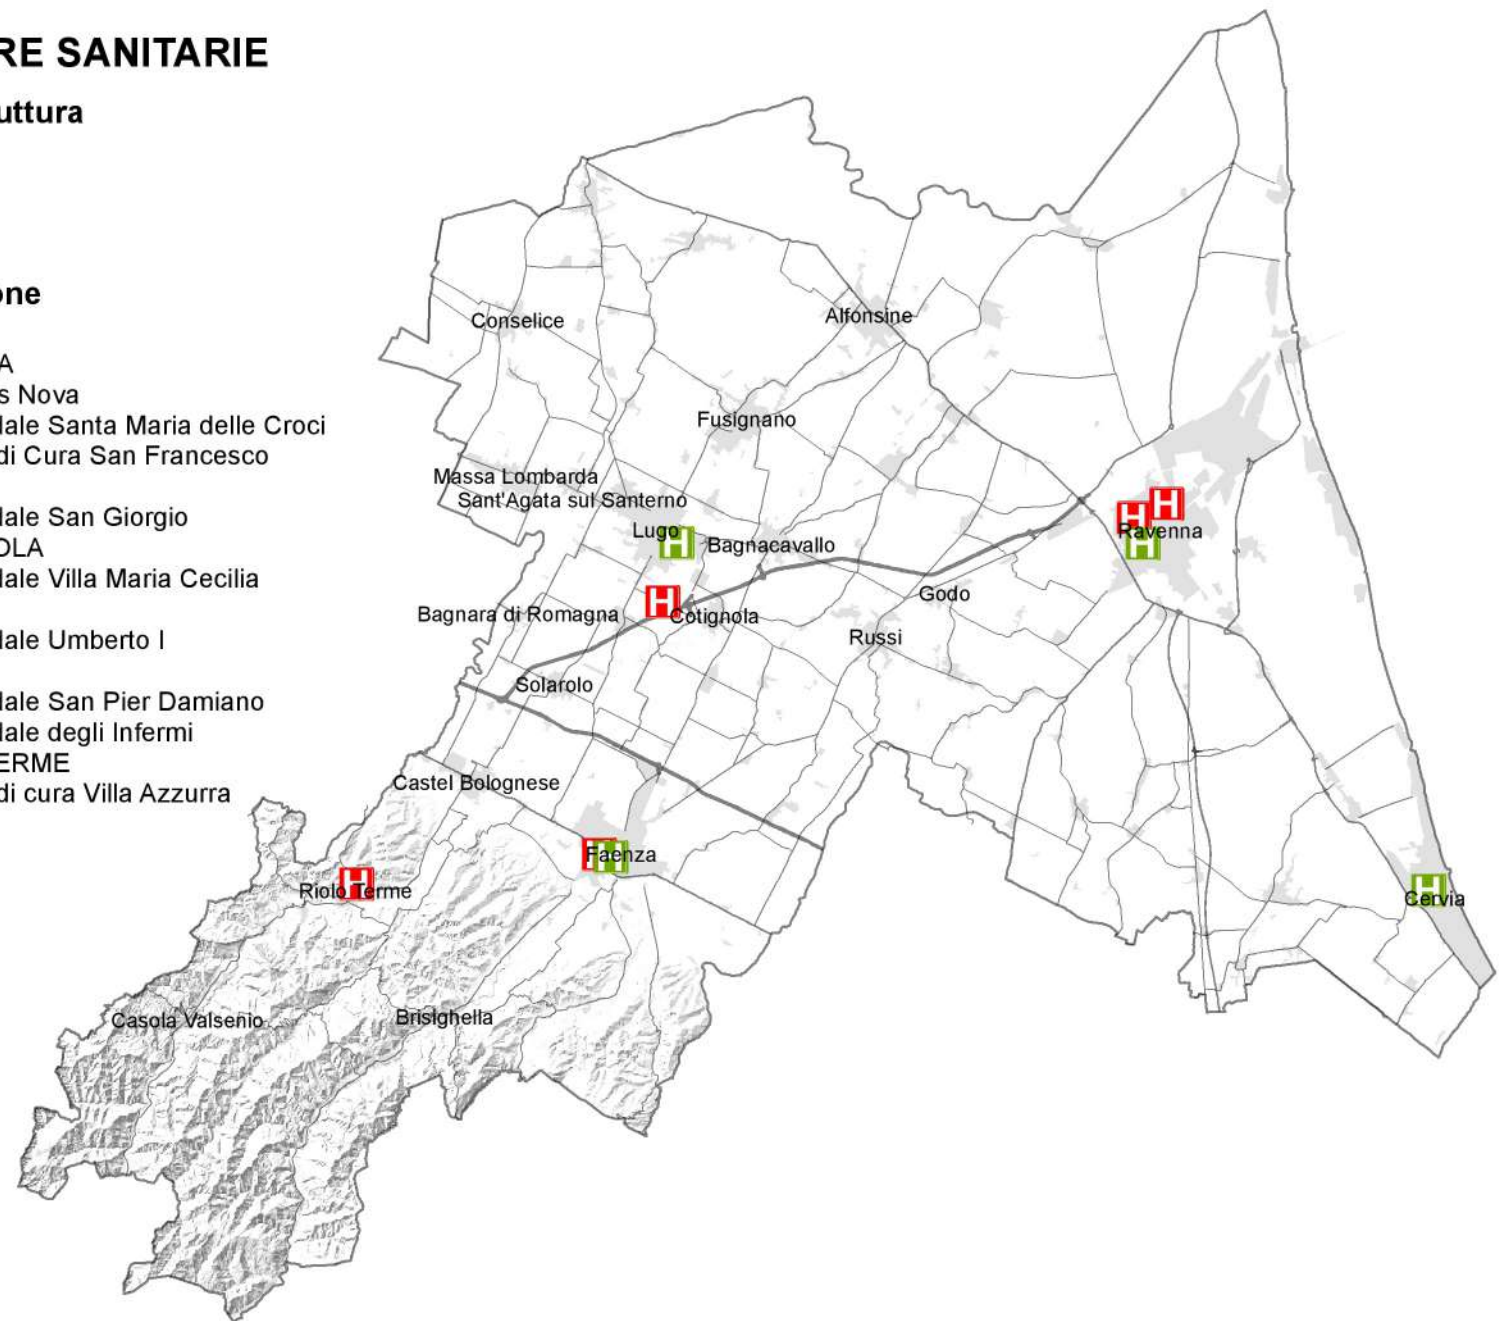 RE SANITARIE
uttura
one
A
s Nova
dale Santa Maria delle Croci
di Cura San Francesco
dale San Giorgio
OLA
dale Villa Maria Cecilia
dale Umberto I
dale San Pier Damiano
dale degli Infermi
ERME
di cura Villa Azzurra
Conselice
Alfonsine
Fusignano
Massa Lombarda
Sant'Agata sul Santerno
Lugo
H
Bagnacavallo
H
H
Ravenna
H
Bagnara di Romagna
H
Cotignola
Godo
Russi
Solarolo
Castel Bolognese
Faenza
H
Riolo Terme
H
Cervia
H
Casola Valsenio
Brisighella